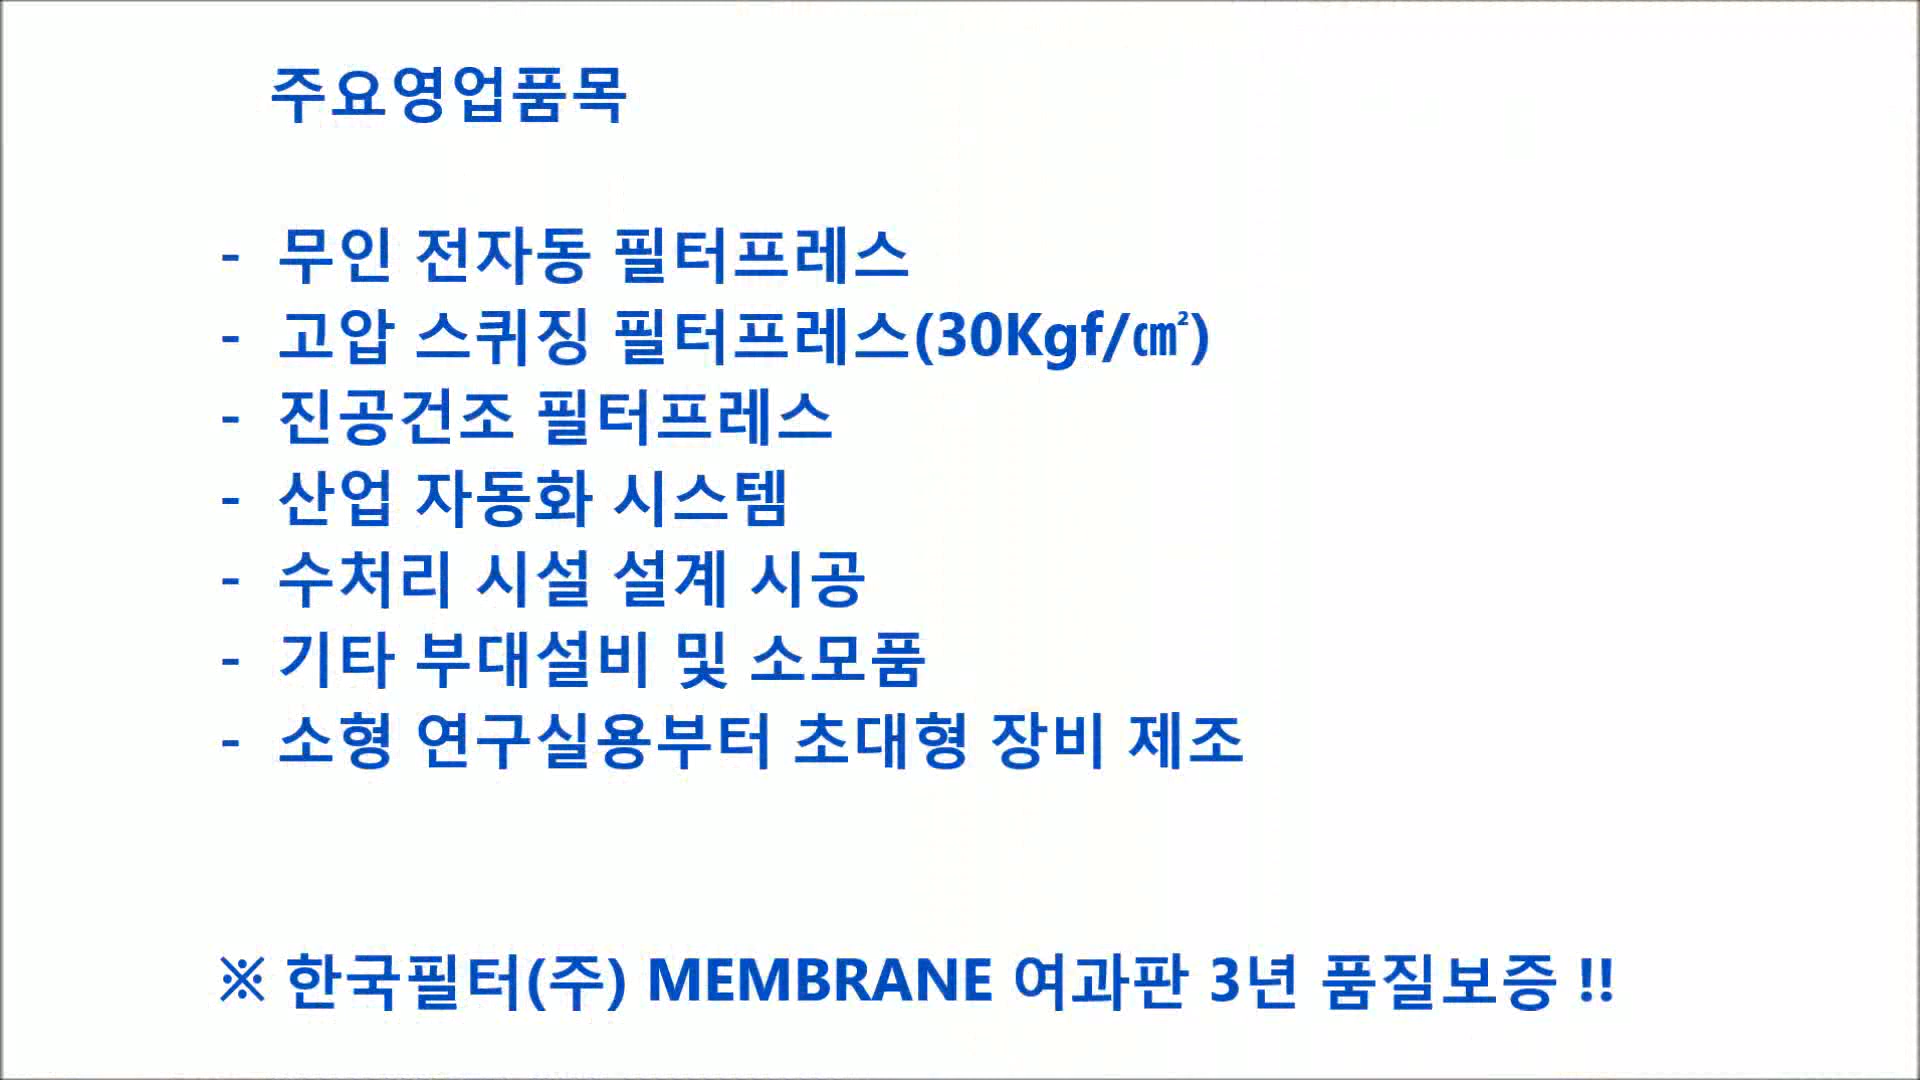 주요영업품목
- 무인 전자동 필터프레스
- 고압 스퀴징 필터프레스(30Kgf/㎠)
- 진공건조 필터프레스
- 산업 자동화 시스템
- 수처리 시설 설계 시공
- 기타 부대설비 및 소모품
- 소형 연구실용부터 초대형 장비 제조
※ 한국필터(주) MEMBRANE 여과판 3년 품질보증 !!